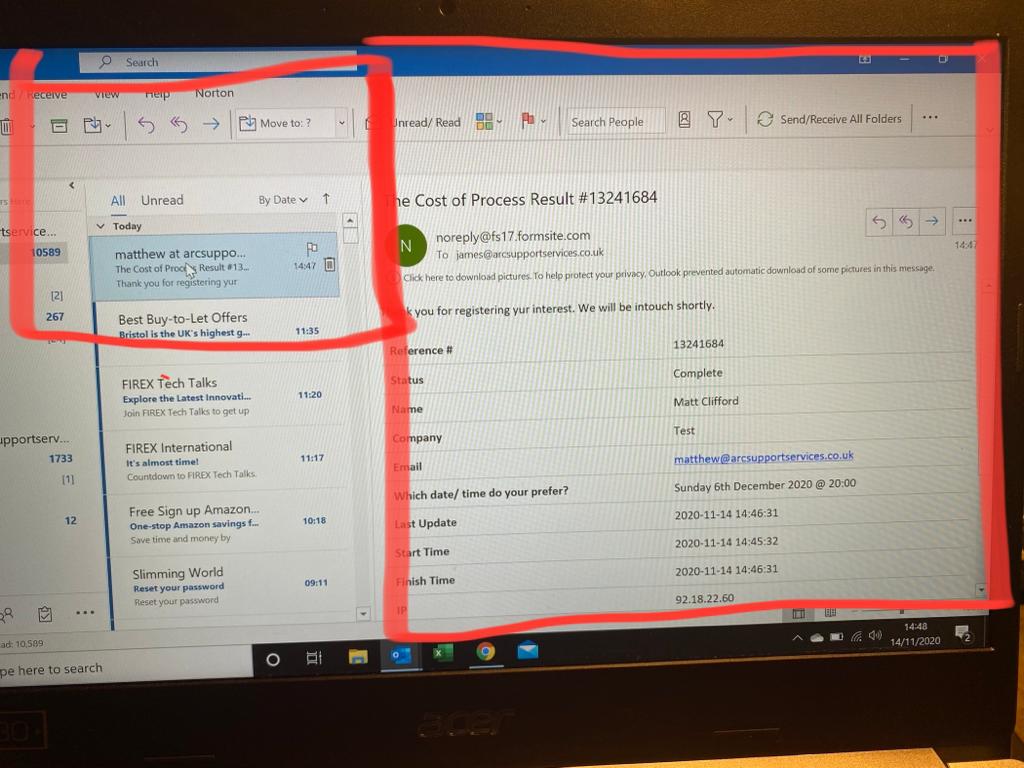 Search
nd / Receive View Help Norton
Move to: ?
Unread/ Read
Search People
Send/Receive All Folders
All Unread By Date
Today
matthew at arcsuppo...
The Cost of Process Result #13...
14:47
Thank you for registering yur
Best Buy-to-Let Offers
Bristol is the UK's highest g...
11:35
FIREX Tech Talks
Explore the Latest Innovati...
11:20
Join FIREX Tech Talks to get up
FIREX International
It's almost time!
11:17
Countdown to FIREX Tech Talks.
Free Sign up Amazon...
One-stop Amazon savings f...
10:18
Save time and money by
Slimming World
Reset your password
09:11
Reset your password
rtservice...
10589
[2]
267
upportserv...
1733
[1]
12
ad: 10,589
The Cost of Process Result #13241684
N
noreply@fs17.formsite.com
To james@arcsupportservices.co.uk
14:47
Click here to download pictures. To help protect your privacy, Outlook prevented automatic download of some pictures in this message.
k you for registering yur interest. We will be intouch shortly.
Reference # 13241684
Status Complete
Name Matt Clifford
Company Test
Email matthew@arcsupportservices.co.uk
Which date/ time do your prefer? Sunday 6th December 2020 @ 20:00
Last Update 2020-11-14 14:46:31
Start Time 2020-11-14 14:45:32
Finish Time 2020-11-14 14:46:31
IP 92.18.22.60
pe here to search
14:48
14/11/2020
2
acer